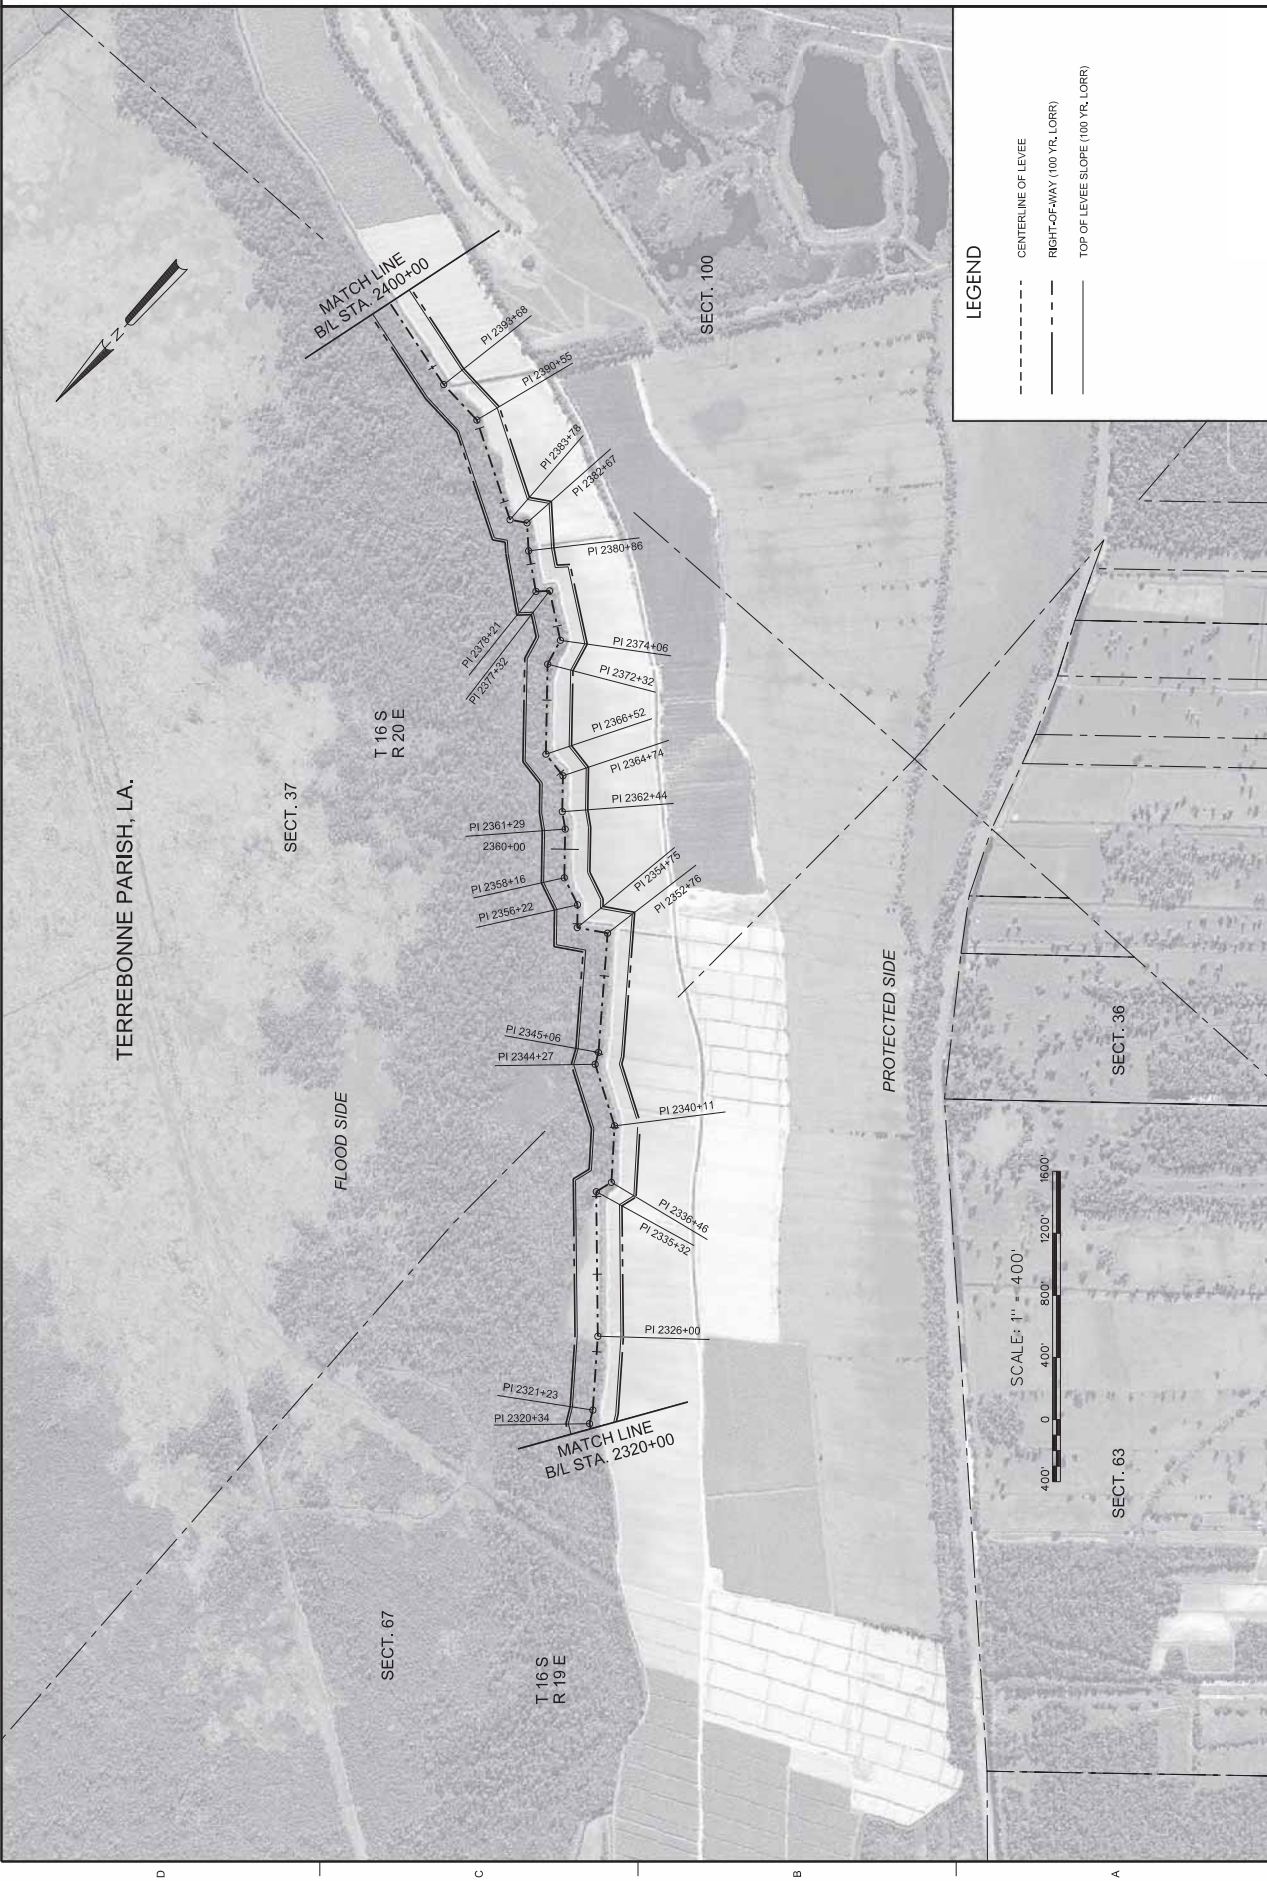 TERREBONNE PARISH, LA.
SECT. 67
T 16 S
R 19 E
FLOOD SIDE
SECT. 37
T 16 S
R 20 E
N
MATCH LINE
B/L STA. 2320+00
PI 2320+34
PI 2321+23
PI 2326+00
PI 2335+32
PI 2336+46
PI 2340+11
PI 2344+27
PI 2345+06
PI 2352+76
PI 2354+75
PI 2356+22
PI 2358+16
2360+00
PI 2361+29
PI 2362+44
PI 2364+74
PI 2366+52
PI 2372+32
PI 2374+06
PI 2377+32
PI 2378+21
PI 2380+86
PI 2382+67
PI 2383+78
PI 2390+55
PI 2393+68
MATCH LINE
B/L STA. 2400+00
SECT. 100
PROTECTED SIDE
SECT. 63
SECT. 36
SCALE: 1" = 400'
400' 0 400' 800' 1200' 1600'
LEGEND
CENTERLINE OF LEVEE
RIGHT-OF-WAY (100 YR. LORR)
TOP OF LEVEE SLOPE (100 YR. LORR)
D
C
B
A